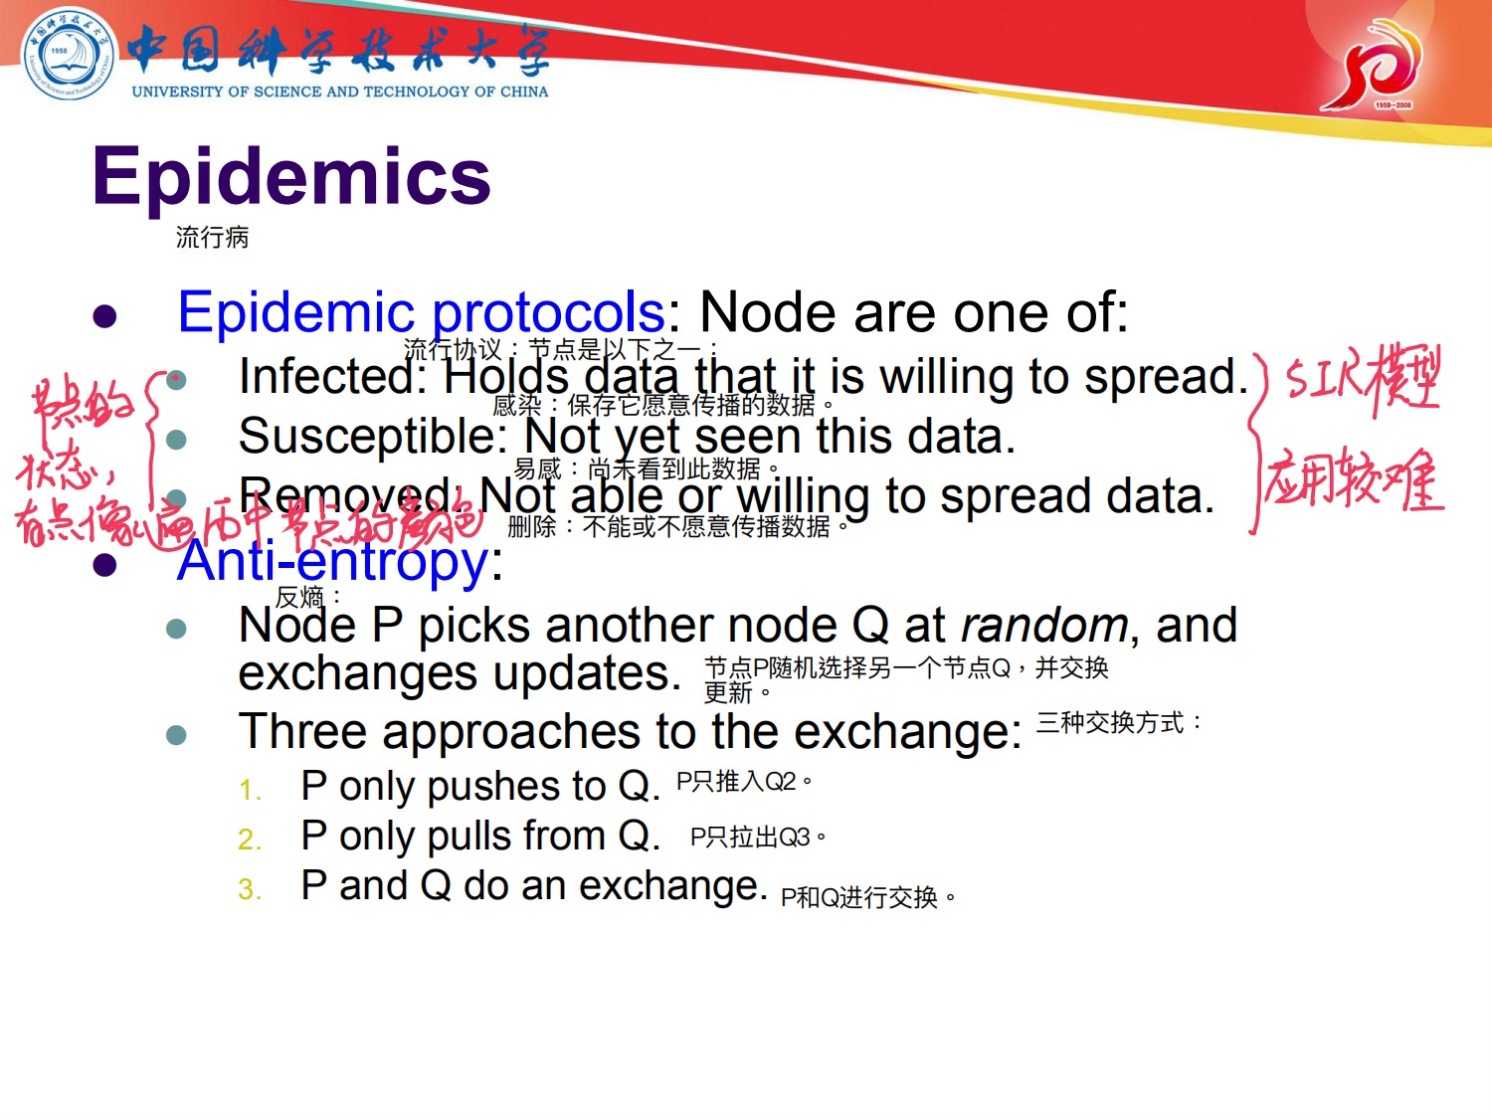 中国科学技术大学
UNIVERSITY OF SCIENCE AND TECHNOLOGY OF CHINA
1958
1958-2008
Epidemics
流行病
Epidemic protocols: Node are one of:
流行协议：节点是以下之一：
Infected: Holds data that it is willing to spread.
感染：保存它愿意传播的数据。
Susceptible: Not yet seen this data.
易感：尚未看到此数据。
Removed: Not able or willing to spread data.
删除：不能或不愿意传播数据。
节点的
状态，
有点像遍历中节点的颜色
SIR模型
应用较难
Anti-entropy:
反熵：
Node P picks another node Q at random, and
exchanges updates.
节点P随机选择另一个节点Q，并交换
更新。
Three approaches to the exchange:
三种交换方式：
1. P only pushes to Q.
P只推入Q2。
2. P only pulls from Q.
P只拉出Q3。
3. P and Q do an exchange.
P和Q进行交换。